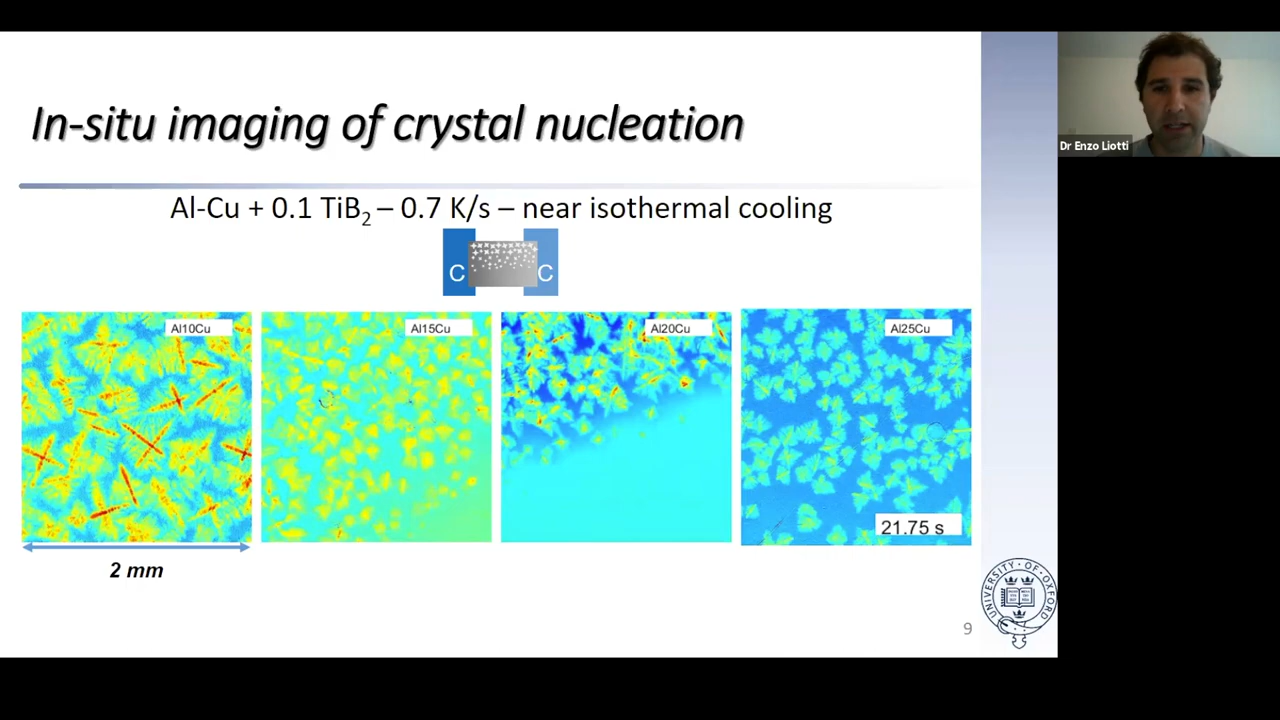 In-situ imaging of crystal nucleation
Dr Enzo Liotti
Al-Cu + 0.1 TiB₂ – 0.7 K/s – near isothermal cooling
C C
Al10Cu
Al15Cu
Al20Cu
Al25Cu
21.75 s
2 mm
UNIVERSITY · OF · OXFORD
9